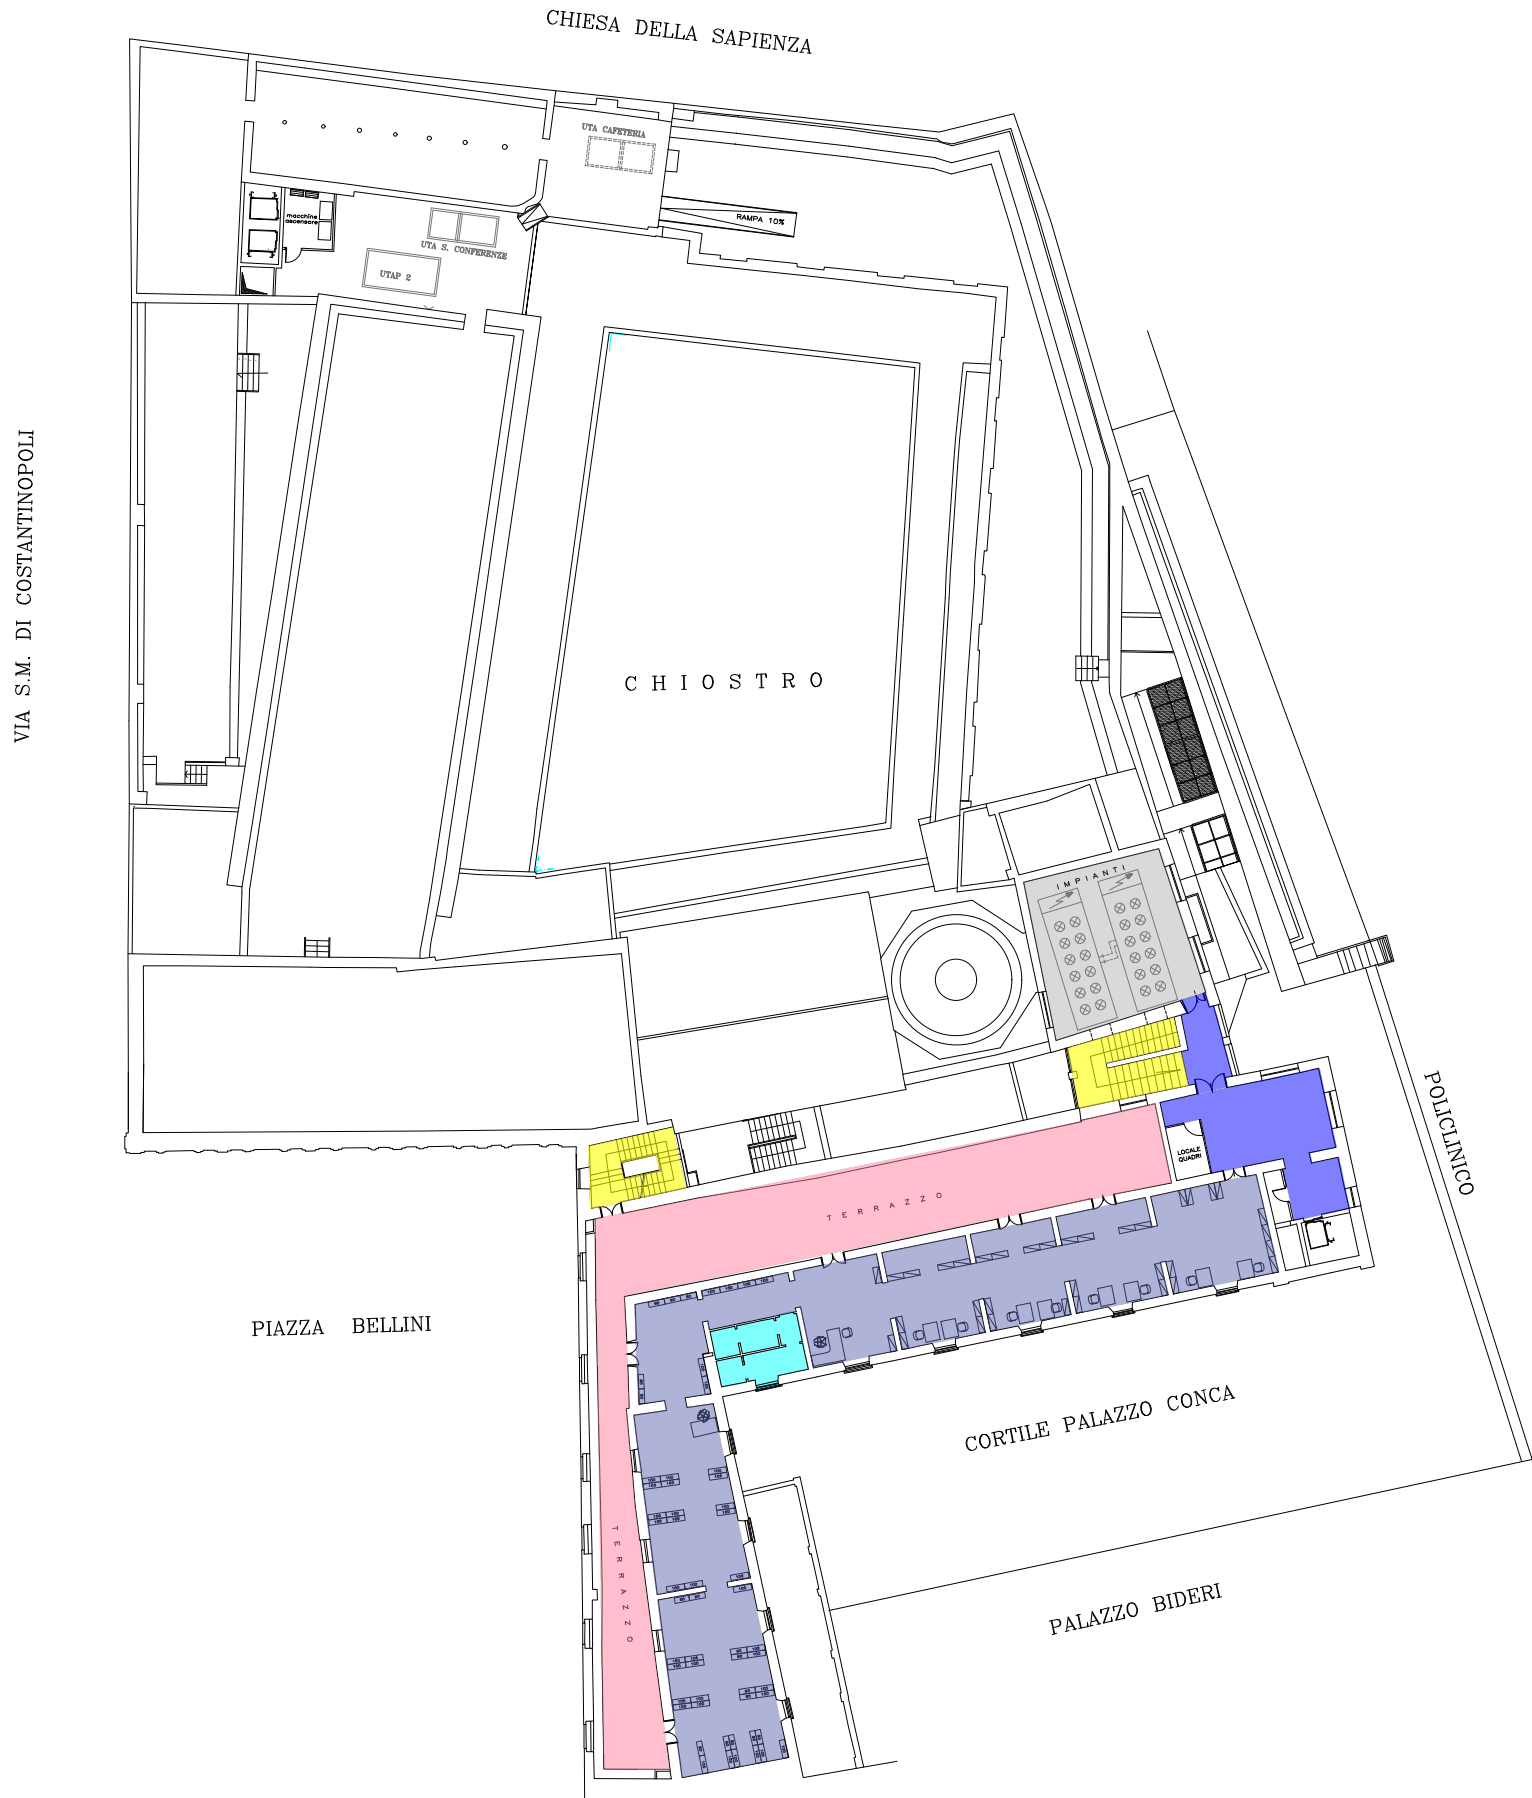 CHIESA DELLA SAPIENZA
UTA CAFETERIA
macchine
ascensore
RAMPA 10%
UTA S. CONFERENZE
UTAP 2
VIA S.M. DI COSTANTINOPOLI
CHIOSTRO
IMPIANTI
POLICLINICO
LOCALE
QUADRI
TERRAZZO
PIAZZA BELLINI
CORTILE PALAZZO CONCA
TERRAZZO
PALAZZO BIDERI